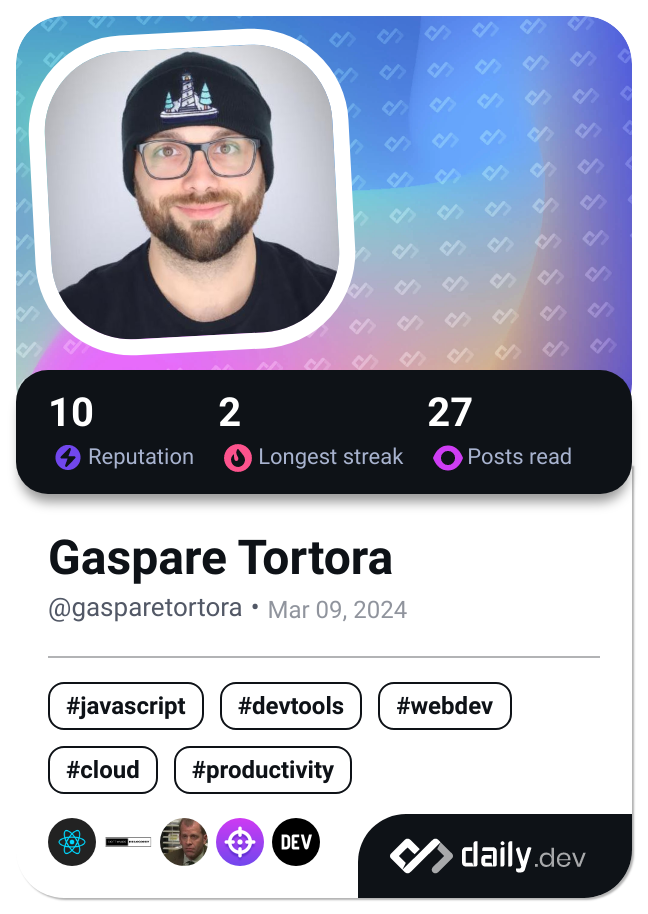 10 2 27
Reputation Longest streak Posts read
Gaspare Tortora
@gasparetortora • Mar 09, 2024
#javascript #devtools #webdev
#cloud #productivity
DEV
daily.dev